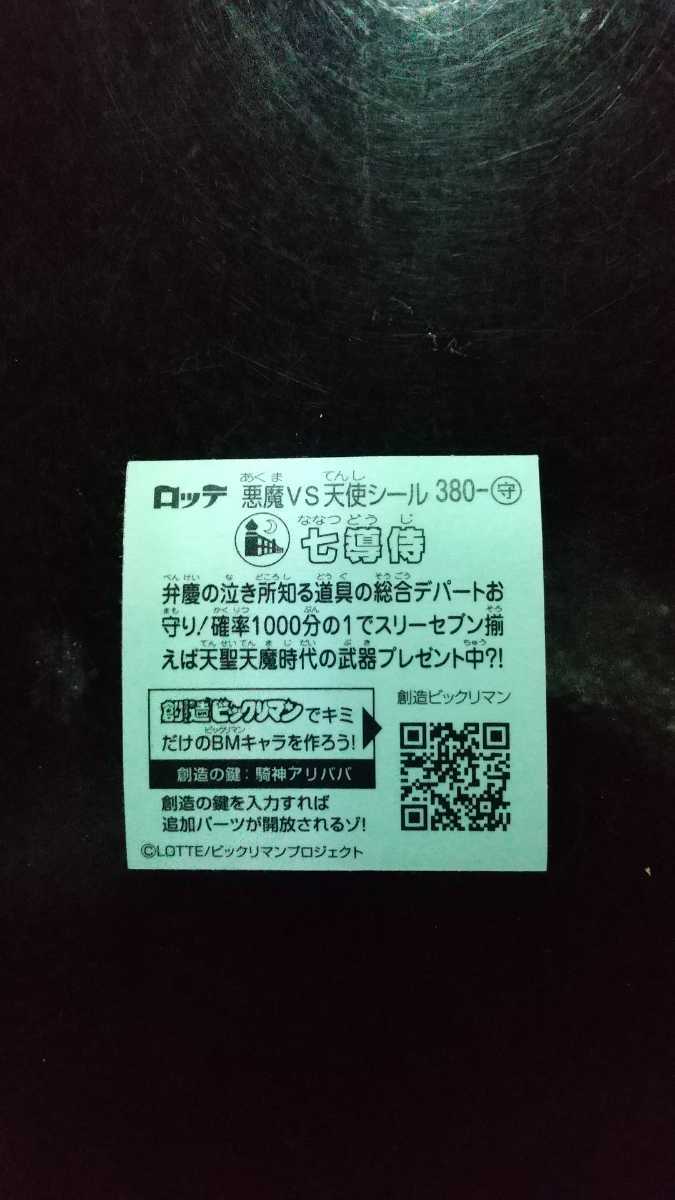 ロッテ 悪魔VS天使シール 380-守
あくま てんし
ななつどうじ
七導侍
べんけい な どころし どうぐ そうごう
弁慶の泣き所知る道具の総合デパートお
まも かくりつ ぶん そろ
守り!確率1000分の1でスリーセブン揃
てんせいてんまじだい ぶき ちゅう
えば天聖天魔時代の武器プレゼント中?!
創造ビックリマンでキミ
ビックリマン
だけのBMキャラを作ろう!
創造の鍵:騎神アリババ
創造の鍵を入力すれば
追加パーツが開放されるゾ!
創造ビックリマン
©LOTTE/ビックリマンプロジェクト